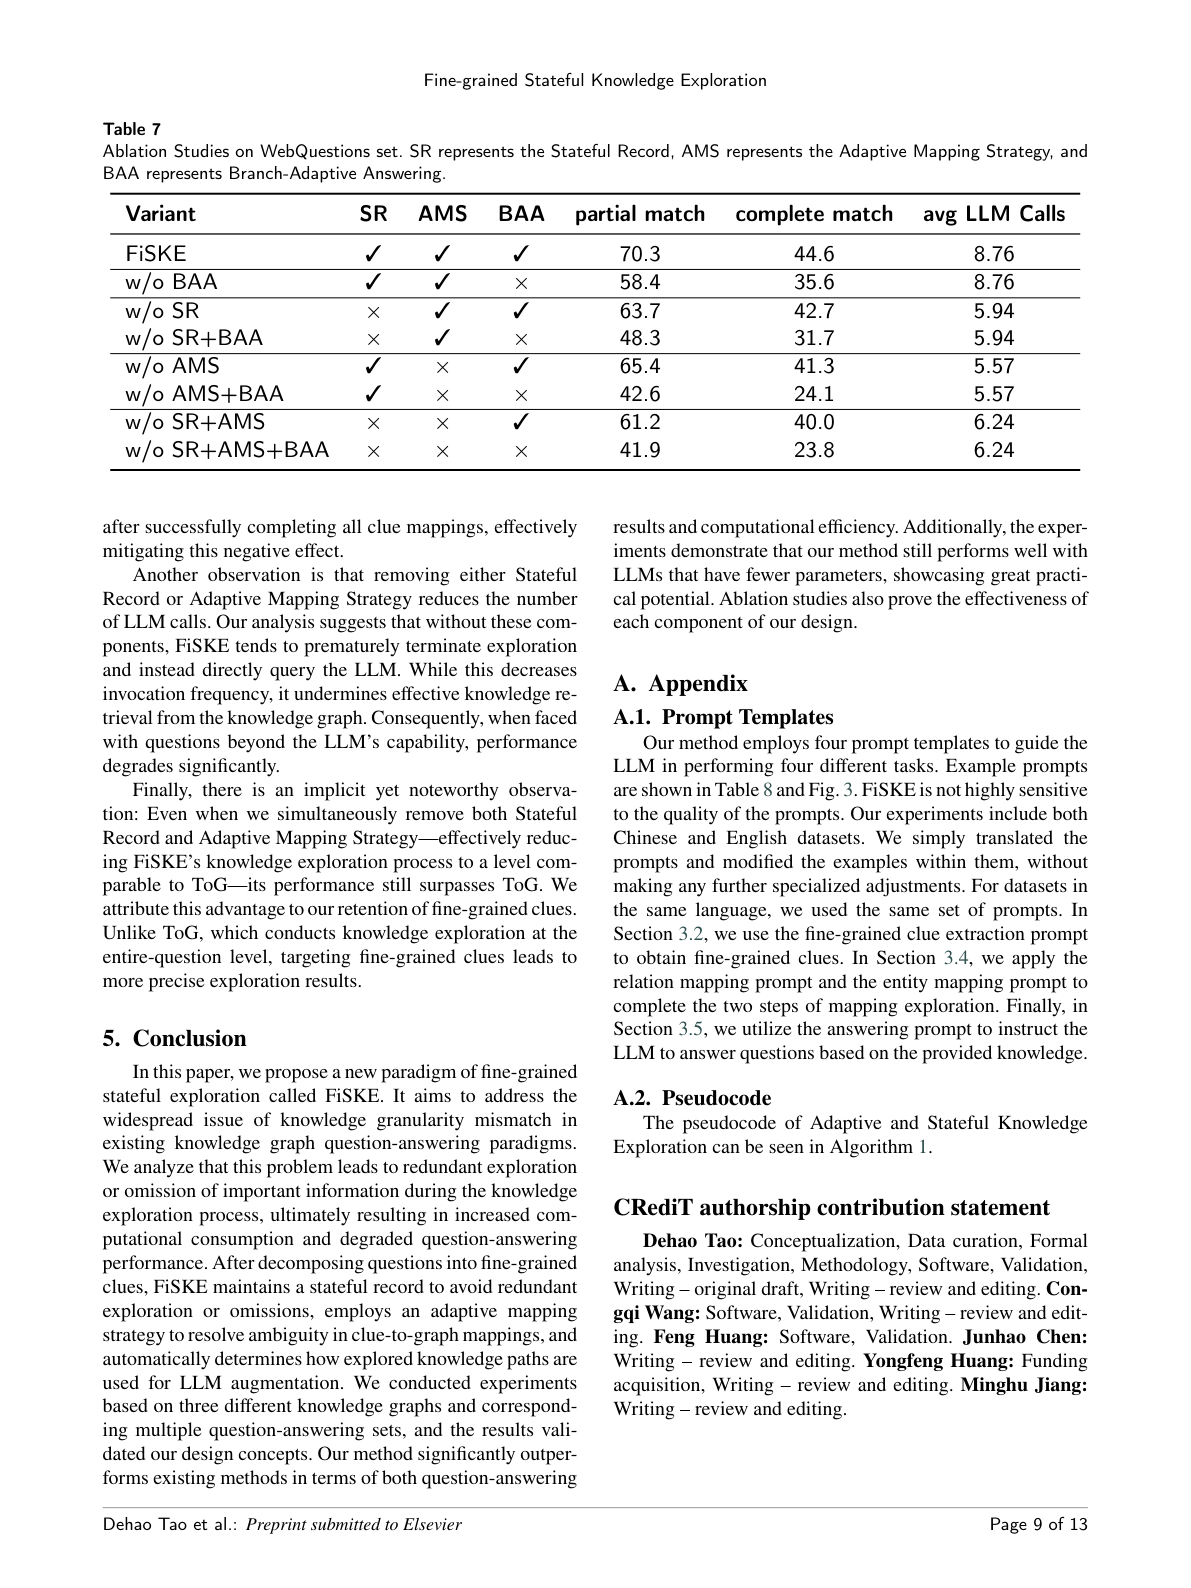 Fine-grained Stateful Knowledge Exploration
Table 7
Ablation Studies on WebQuestions set. SR represents the Stateful Record, AMS represents the Adaptive Mapping Strategy, and
BAA represents Branch-Adaptive Answering.
Variant SR AMS BAA partial match complete match avg LLM Calls
FiSKE ✓ ✓ ✓ 70.3 44.6 8.76
w/o BAA ✓ ✓ × 58.4 35.6 8.76
w/o SR × ✓ ✓ 63.7 42.7 5.94
w/o SR+BAA × ✓ × 48.3 31.7 5.94
w/o AMS ✓ × ✓ 65.4 41.3 5.57
w/o AMS+BAA ✓ × × 42.6 24.1 5.57
w/o SR+AMS × × ✓ 61.2 40.0 6.24
w/o SR+AMS+BAA × × × 41.9 23.8 6.24
after successfully completing all clue mappings, effectively
mitigating this negative effect.
Another observation is that removing either Stateful
Record or Adaptive Mapping Strategy reduces the number
of LLM calls. Our analysis suggests that without these com-
ponents, FiSKE tends to prematurely terminate exploration
and instead directly query the LLM. While this decreases
invocation frequency, it undermines effective knowledge re-
trieval from the knowledge graph. Consequently, when faced
with questions beyond the LLM's capability, performance
degrades significantly.
Finally, there is an implicit yet noteworthy observa-
tion: Even when we simultaneously remove both Stateful
Record and Adaptive Mapping Strategy—effectively reduc-
ing FiSKE's knowledge exploration process to a level com-
parable to ToG—its performance still surpasses ToG. We
attribute this advantage to our retention of fine-grained clues.
Unlike ToG, which conducts knowledge exploration at the
entire-question level, targeting fine-grained clues leads to
more precise exploration results.
5. Conclusion
In this paper, we propose a new paradigm of fine-grained
stateful exploration called FiSKE. It aims to address the
widespread issue of knowledge granularity mismatch in
existing knowledge graph question-answering paradigms.
We analyze that this problem leads to redundant exploration
or omission of important information during the knowledge
exploration process, ultimately resulting in increased com-
putational consumption and degraded question-answering
performance. After decomposing questions into fine-grained
clues, FiSKE maintains a stateful record to avoid redundant
exploration or omissions, employs an adaptive mapping
strategy to resolve ambiguity in clue-to-graph mappings, and
automatically determines how explored knowledge paths are
used for LLM augmentation. We conducted experiments
based on three different knowledge graphs and correspond-
ing multiple question-answering sets, and the results vali-
dated our design concepts. Our method significantly outper-
forms existing methods in terms of both question-answering
results and computational efficiency. Additionally, the exper-
iments demonstrate that our method still performs well with
LLMs that have fewer parameters, showcasing great practi-
cal potential. Ablation studies also prove the effectiveness of
each component of our design.
A. Appendix
A.1. Prompt Templates
Our method employs four prompt templates to guide the
LLM in performing four different tasks. Example prompts
are shown in Table 8 and Fig. 3. FiSKE is not highly sensitive
to the quality of the prompts. Our experiments include both
Chinese and English datasets. We simply translated the
prompts and modified the examples within them, without
making any further specialized adjustments. For datasets in
the same language, we used the same set of prompts. In
Section 3.2, we use the fine-grained clue extraction prompt
to obtain fine-grained clues. In Section 3.4, we apply the
relation mapping prompt and the entity mapping prompt to
complete the two steps of mapping exploration. Finally, in
Section 3.5, we utilize the answering prompt to instruct the
LLM to answer questions based on the provided knowledge.
A.2. Pseudocode
The pseudocode of Adaptive and Stateful Knowledge
Exploration can be seen in Algorithm 1.
CRediT authorship contribution statement
Dehao Tao: Conceptualization, Data curation, Formal
analysis, Investigation, Methodology, Software, Validation,
Writing – original draft, Writing – review and editing. Con-
gqi Wang: Software, Validation, Writing – review and edit-
ing. Feng Huang: Software, Validation. Junhao Chen:
Writing – review and editing. Yongfeng Huang: Funding
acquisition, Writing – review and editing. Minghu Jiang:
Writing – review and editing.
Dehao Tao et al.: Preprint submitted to Elsevier
Page 9 of 13